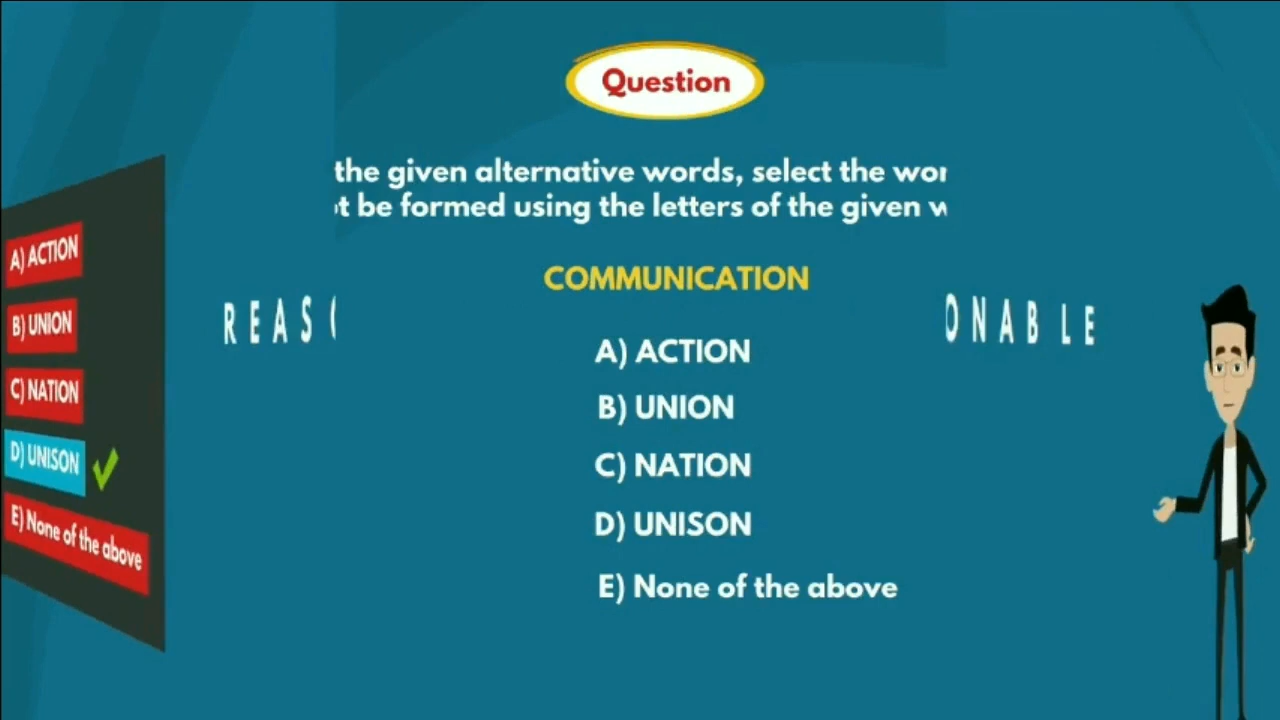 Question
the given alternative words, select the wor
t be formed using the letters of the given w
COMMUNICATION
A) ACTION
B) UNION
C) NATION
D) UNISON
E) None of the above
A) ACTION
B) UNION
C) NATION
D) UNISON
E) None of the above
REASO
ONABLE